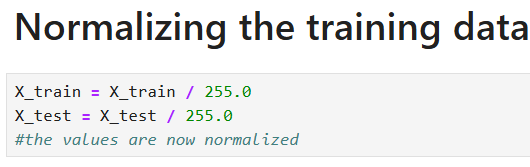 Normalizing the training data
X_train = X_train / 255.0
X_test = X_test / 255.0
#the values are now normalized